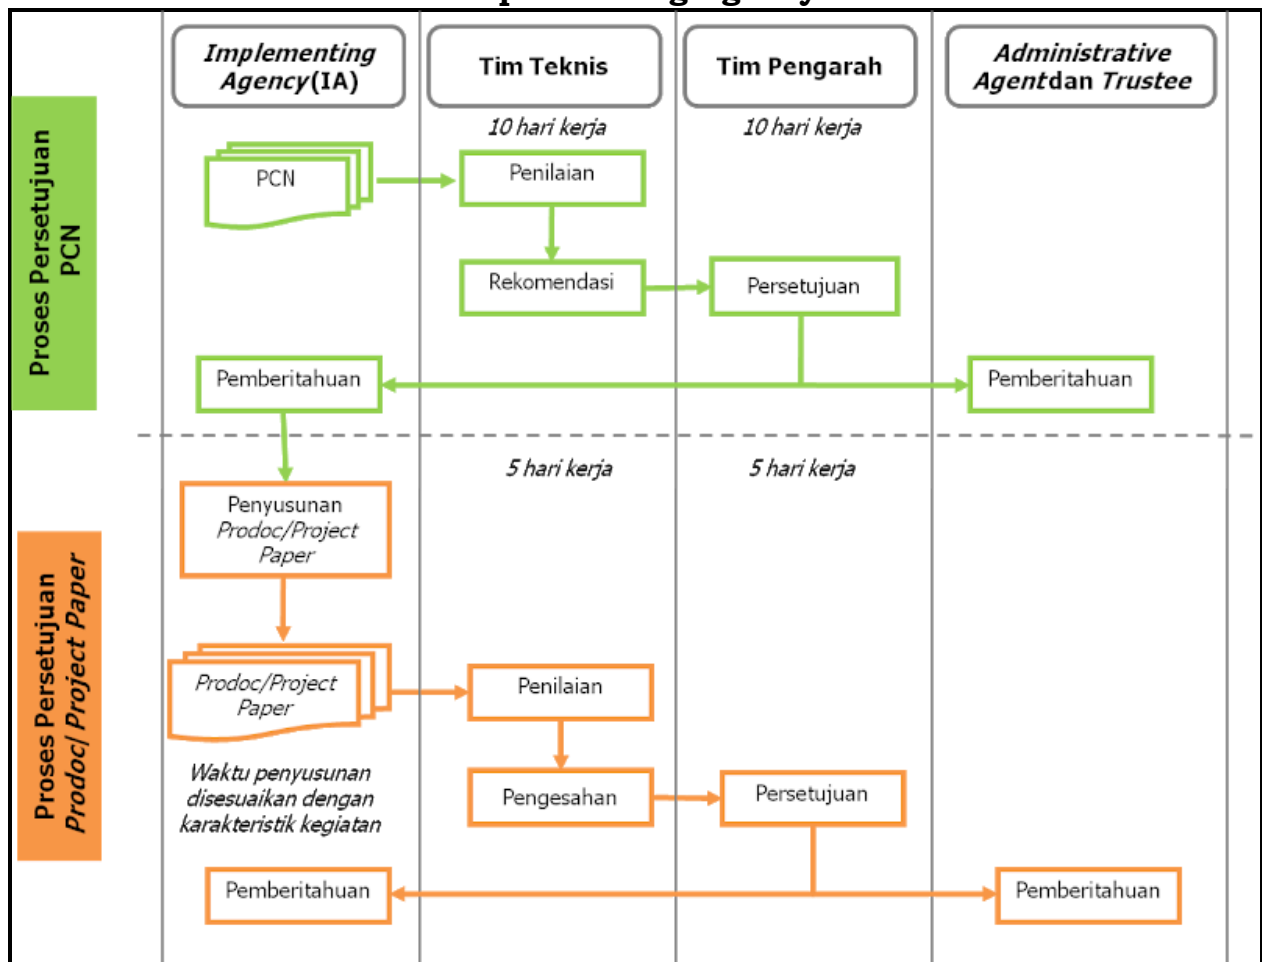 Implementing
Agency(IA)
Tim Teknis
Tim Pengarah
Administrative
Agentdan Trustee
Proses Persetujuan
PCN
10 hari kerja
10 hari kerja
PCN
Penilaian
Rekomendasi
Persetujuan
Pemberitahuan
Pemberitahuan
5 hari kerja
5 hari kerja
Proses Persetujuan
Prodoc/ Project Paper
Penyusunan
Prodoc/Project
Paper
Prodoc/Project
Paper
Penilaian
Waktu penyusunan
disesuaikan dengan
karakteristik kegiatan
Pengesahan
Persetujuan
Pemberitahuan
Pemberitahuan